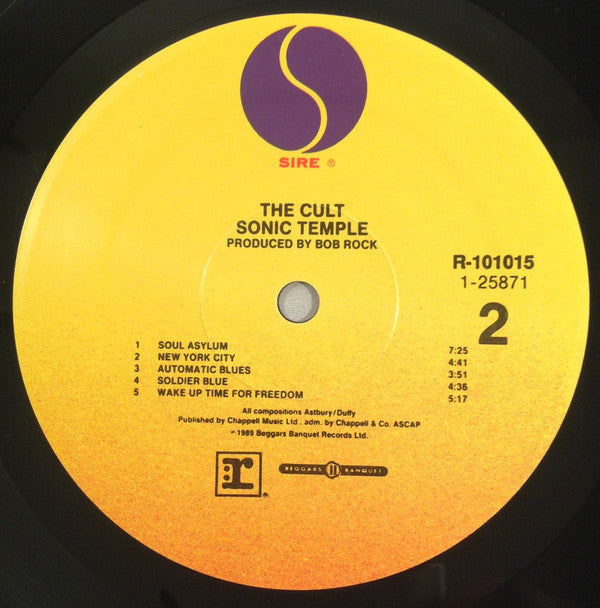 SIRE ®
THE CULT
SONIC TEMPLE
PRODUCED BY BOB ROCK
R-101015
1-25871
2
1 SOUL ASYLUM 7:25
2 NEW YORK CITY 4:41
3 AUTOMATIC BLUES 3:51
4 SOLDIER BLUE 4:36
5 WAKE UP TIME FOR FREEDOM 5:17
All compositions Astbury/Duffy
Published by Chappell Music Ltd., adm. by Chappell & Co. ASCAP
℗1989 Beggars Banquet Records Ltd.
r ®
BEGGARS BANQUET